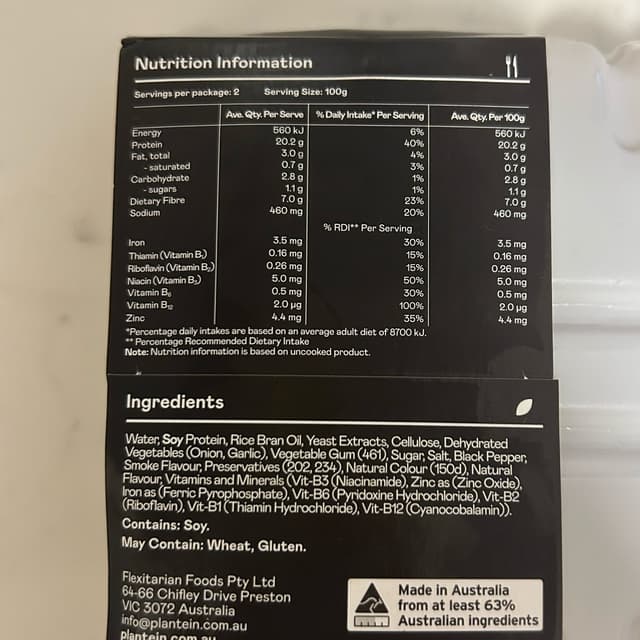 Nutrition Information
Servings per package: 2 Serving Size: 100g
Ave. Qty. Per Serve % Daily Intake* Per Serving Ave. Qty. Per 100g
Energy 560 kJ 6% 560 kJ
Protein 20.2 g 40% 20.2 g
Fat, total 3.0 g 4% 3.0 g
- saturated 0.7 g 3% 0.7 g
Carbohydrate 2.8 g 1% 2.8 g
- sugars 1.1 g 1% 1.1 g
Dietary Fibre 7.0 g 23% 7.0 g
Sodium 460 mg 20% 460 mg
% RDI** Per Serving
Iron 3.5 mg 30% 3.5 mg
Thiamin (Vitamin B₁) 0.16 mg 15% 0.16 mg
Riboflavin (Vitamin B₂) 0.26 mg 15% 0.26 mg
Niacin (Vitamin B₃) 5.0 mg 50% 5.0 mg
Vitamin B₆ 0.5 mg 30% 0.5 mg
Vitamin B₁₂ 2.0 µg 100% 2.0 µg
Zinc 4.4 mg 35% 4.4 mg
*Percentage daily intakes are based on an average adult diet of 8700 kJ.
** Percentage Recommended Dietary Intake
Note: Nutrition information is based on uncooked product.
Ingredients
Water, Soy Protein, Rice Bran Oil, Yeast Extracts, Cellulose, Dehydrated
Vegetables (Onion, Garlic), Vegetable Gum (461), Sugar, Salt, Black Pepper,
Smoke Flavour, Preservatives (202, 234), Natural Colour (150d), Natural
Flavour, Vitamins and Minerals (Vit-B3 (Niacinamide), Zinc as (Zinc Oxide),
Iron as (Ferric Pyrophosphate), Vit-B6 (Pyridoxine Hydrochloride), Vit-B2
(Riboflavin), Vit-B1 (Thiamin Hydrochloride), Vit-B12 (Cyanocobalamin)).
Contains: Soy.
May Contain: Wheat, Gluten.
Flexitarian Foods Pty Ltd
64-66 Chifley Drive Preston
VIC 3072 Australia
info@plantein.com.au
plantein.com.au
Made in Australia
from at least 63%
Australian ingredients